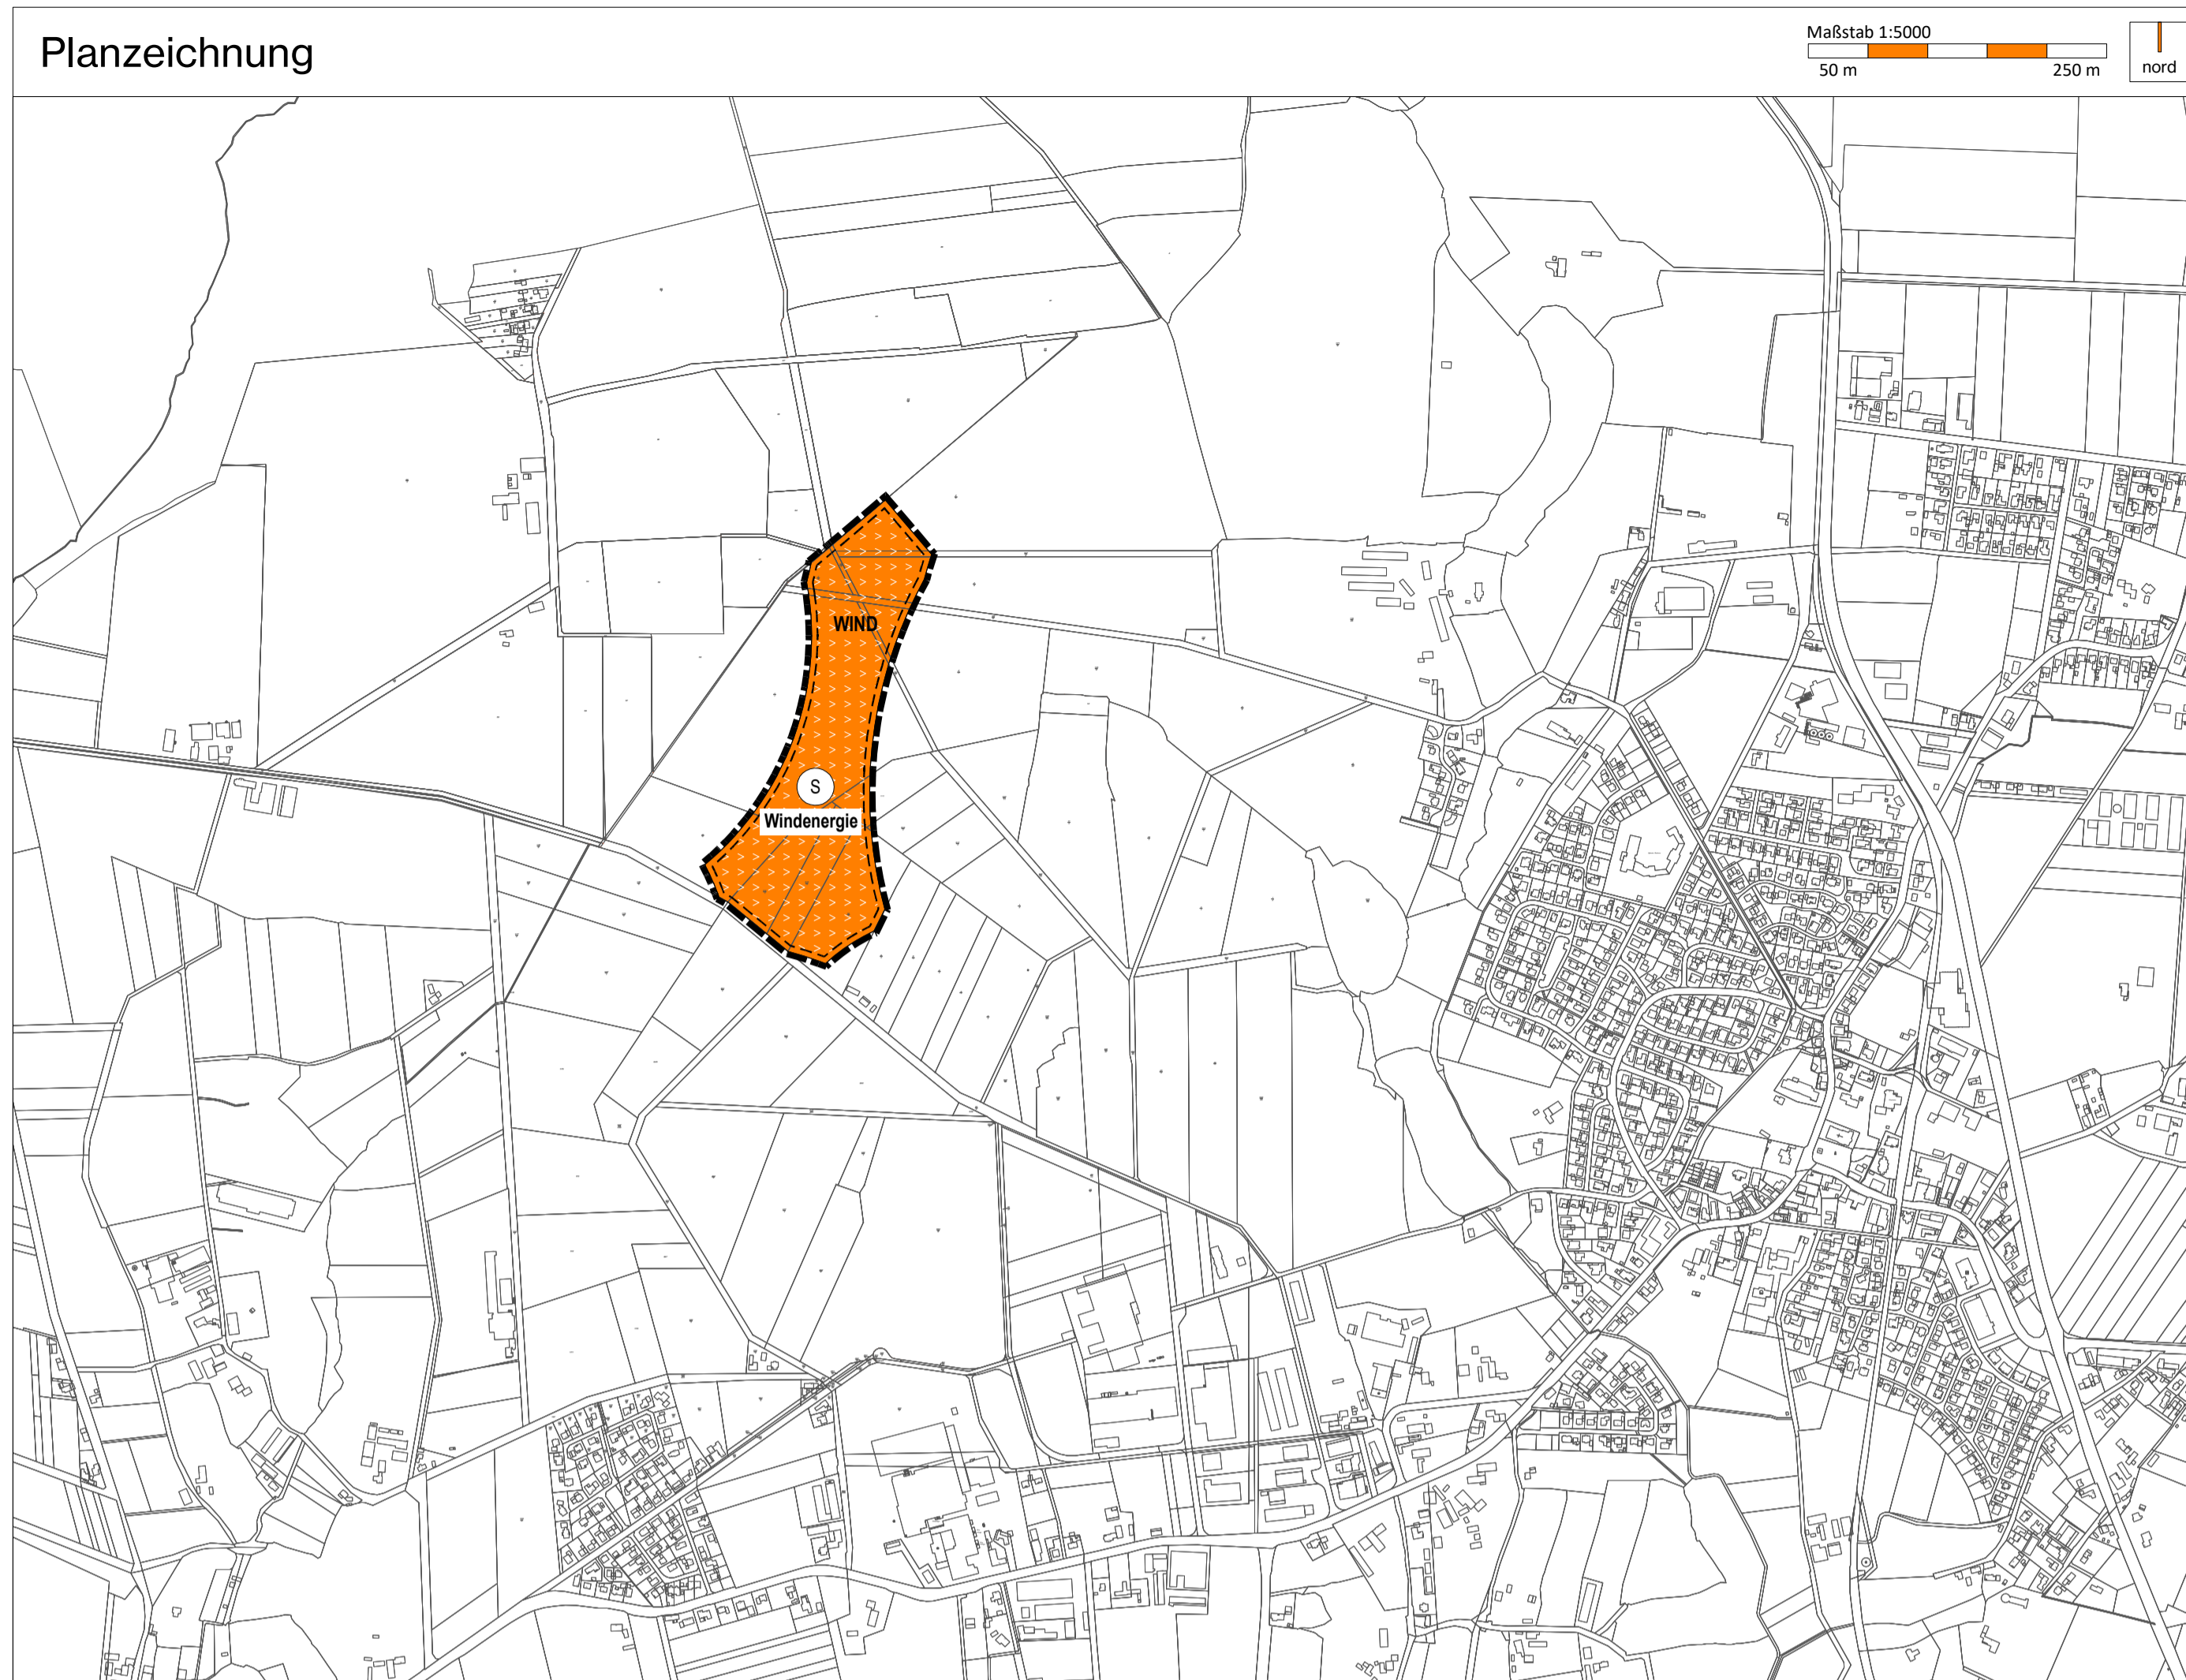 Planzeichnung
Maßstab 1:5000
50 m
250 m
nord
WIND
S
Windenergie